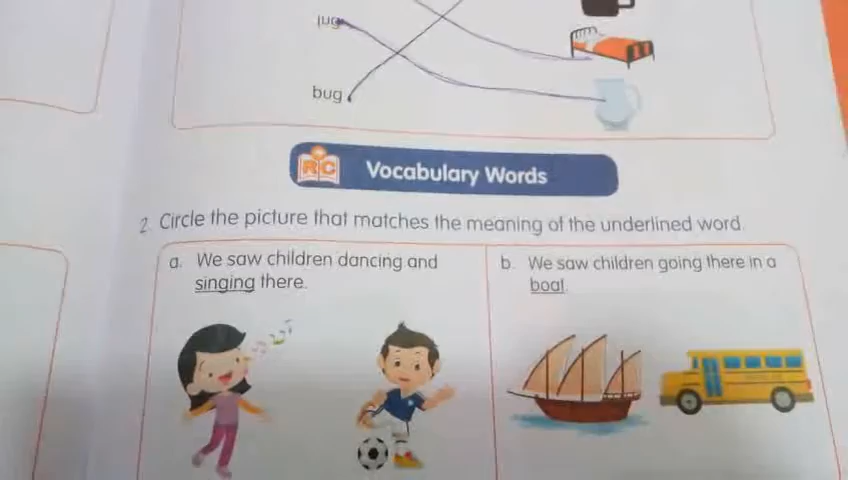 jug
bug
RC
Vocabulary Words
2. Circle the picture that matches the meaning of the underlined word.
a. We saw children dancing and
singing there.
b. We saw children going there in a
boat.